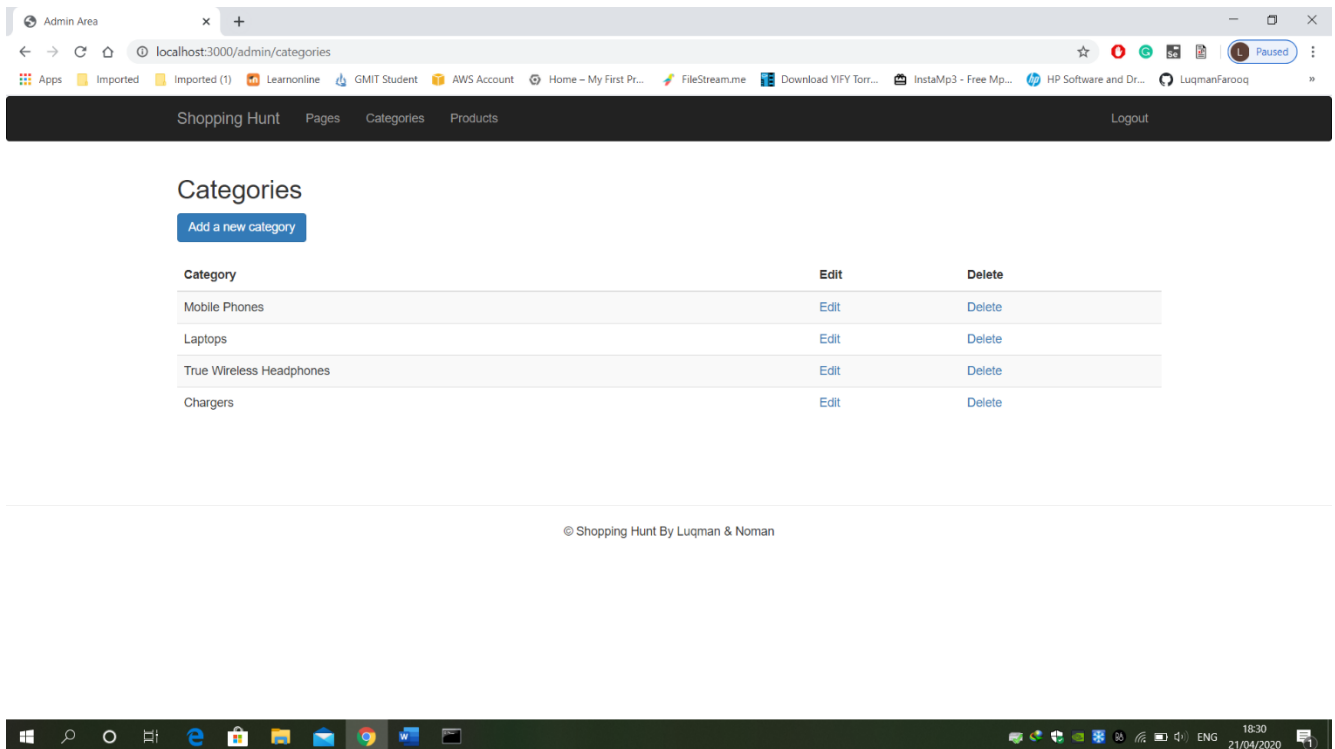 Admin Area
localhost:3000/admin/categories
Se
L Paused
Apps Imported Imported (1) Learnonline GMIT Student AWS Account Home – My First Pr... FileStream.me Download YIFY Torr... InstaMp3 - Free Mp... HP Software and Dr... LuqmanFarooq »
Shopping Hunt Pages Categories Products Logout
Categories
Add a new category
Category Edit Delete
Mobile Phones Edit Delete
Laptops Edit Delete
True Wireless Headphones Edit Delete
Chargers Edit Delete
© Shopping Hunt By Luqman & Noman
ENG 18:30
21/04/2020